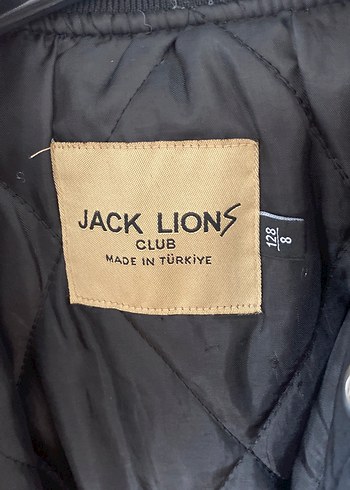 JACK LIONS
CLUB
MADE IN TÜRKİYE
128
8